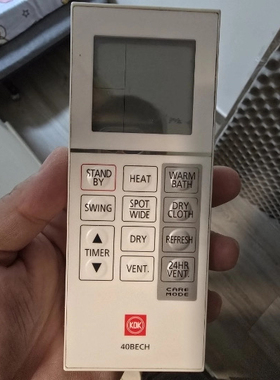 STAND BY
HEAT
WARM BATH
SWING
SPOT WIDE
DRY CLOTH
▲
TIMER
▼
DRY
REFRESH
VENT.
24HR VENT.
CARE MODE
KDK
40BECH